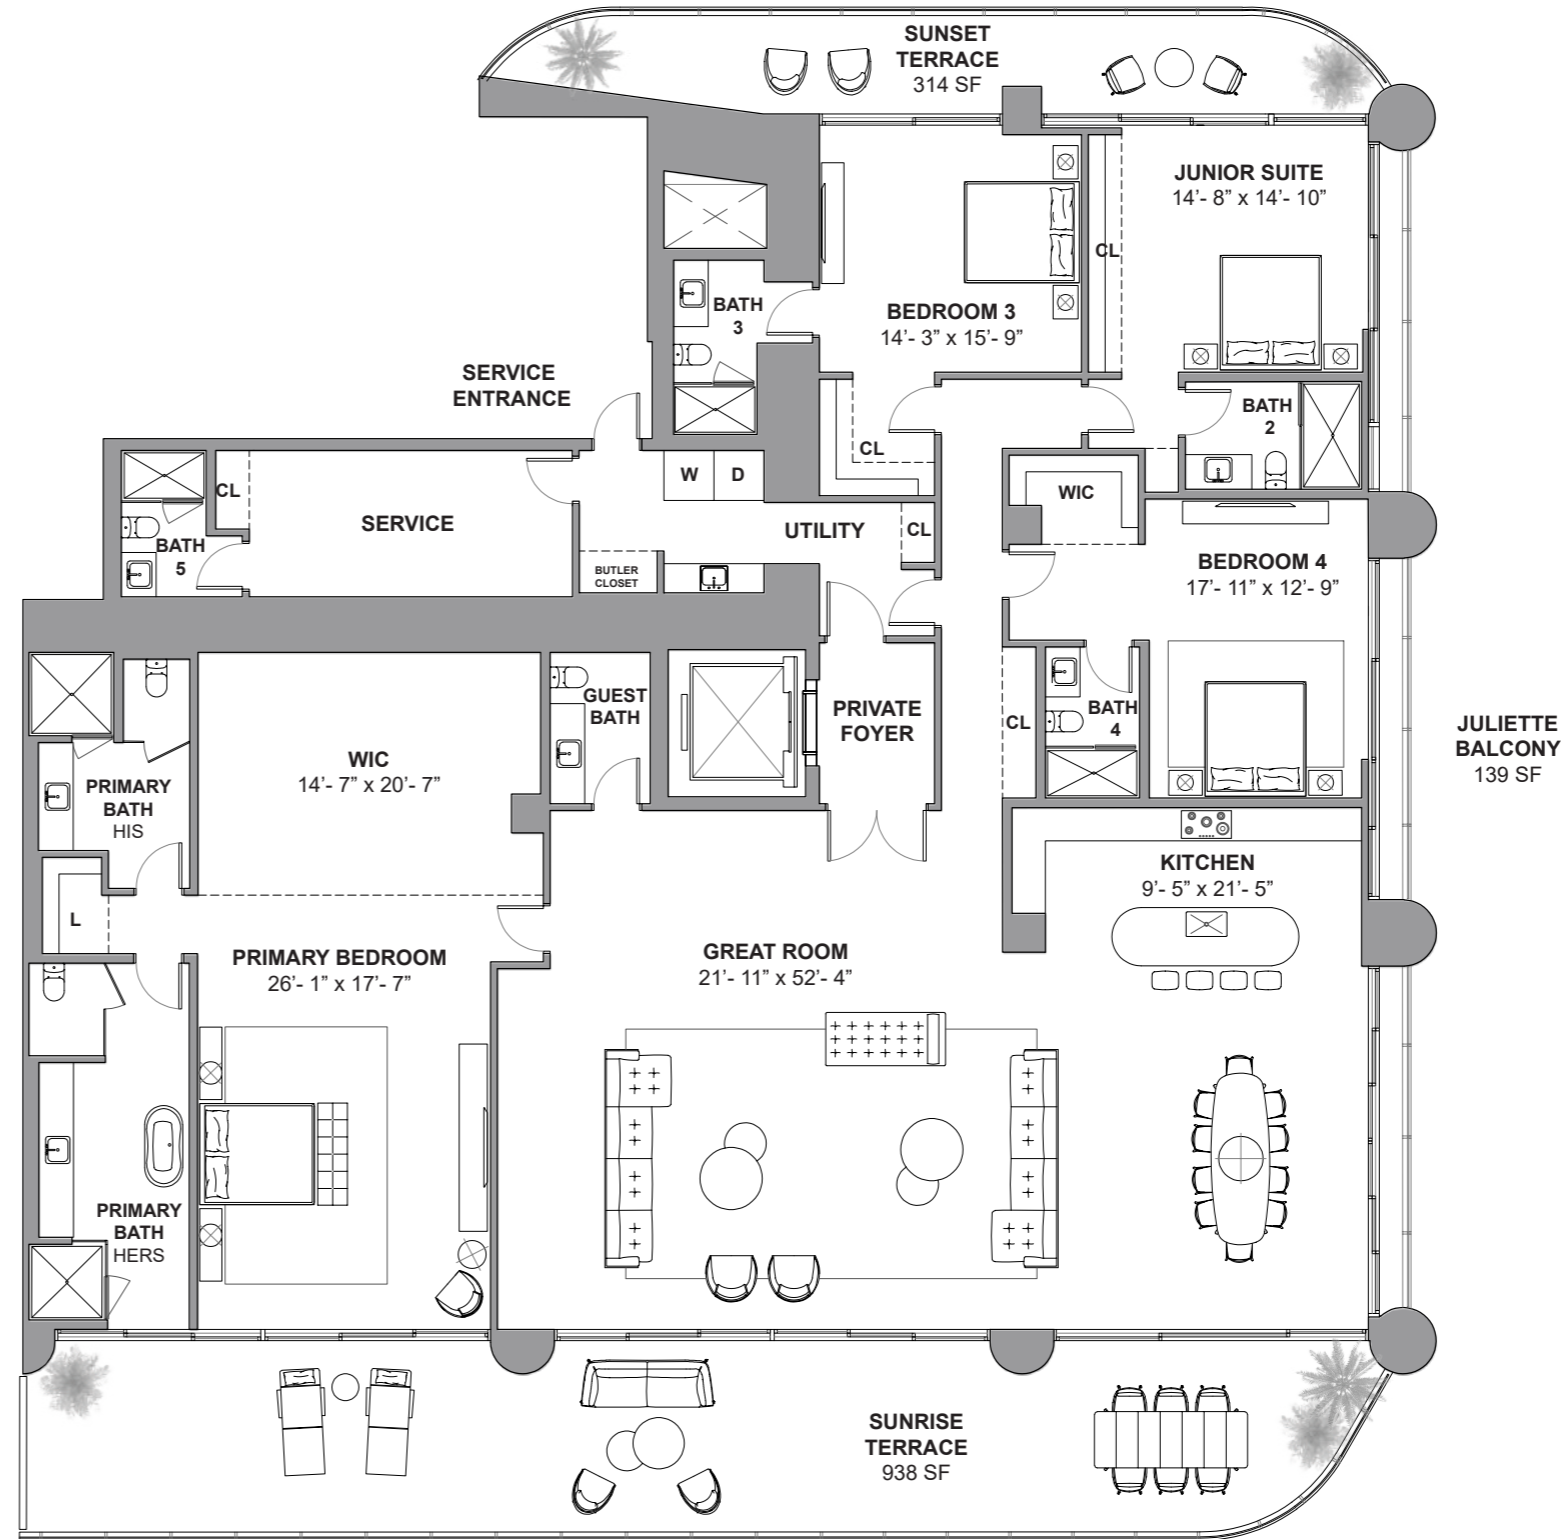 SUNSET
TERRACE
314 SF
JUNIOR SUITE
14’- 8” x 14’- 10”
CL
BATH
3
BEDROOM 3
14’- 3” x 15’- 9”
SERVICE
ENTRANCE
BATH
2
CL
W
D
CL
WIC
SERVICE
UTILITY
CL
BATH
5
BUTLER
CLOSET
BEDROOM 4
17’- 11” x 12’- 9”
GUEST
BATH
PRIVATE
FOYER
CL
BATH
4
JULIETTE
BALCONY
139 SF
WIC
14’- 7” x 20’- 7”
PRIMARY
BATH
HIS
KITCHEN
9’- 5” x 21’- 5”
L
PRIMARY BEDROOM
26’- 1” x 17’- 7”
GREAT ROOM
21’- 11” x 52’- 4”
PRIMARY
BATH
HERS
SUNRISE
TERRACE
938 SF